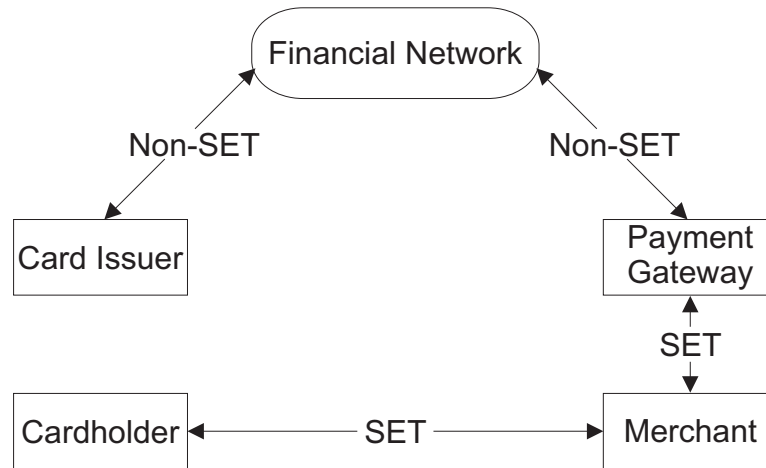 Financial Network
Non-SET
Non-SET
Card Issuer
Payment
Gateway
SET
Cardholder
SET
Merchant